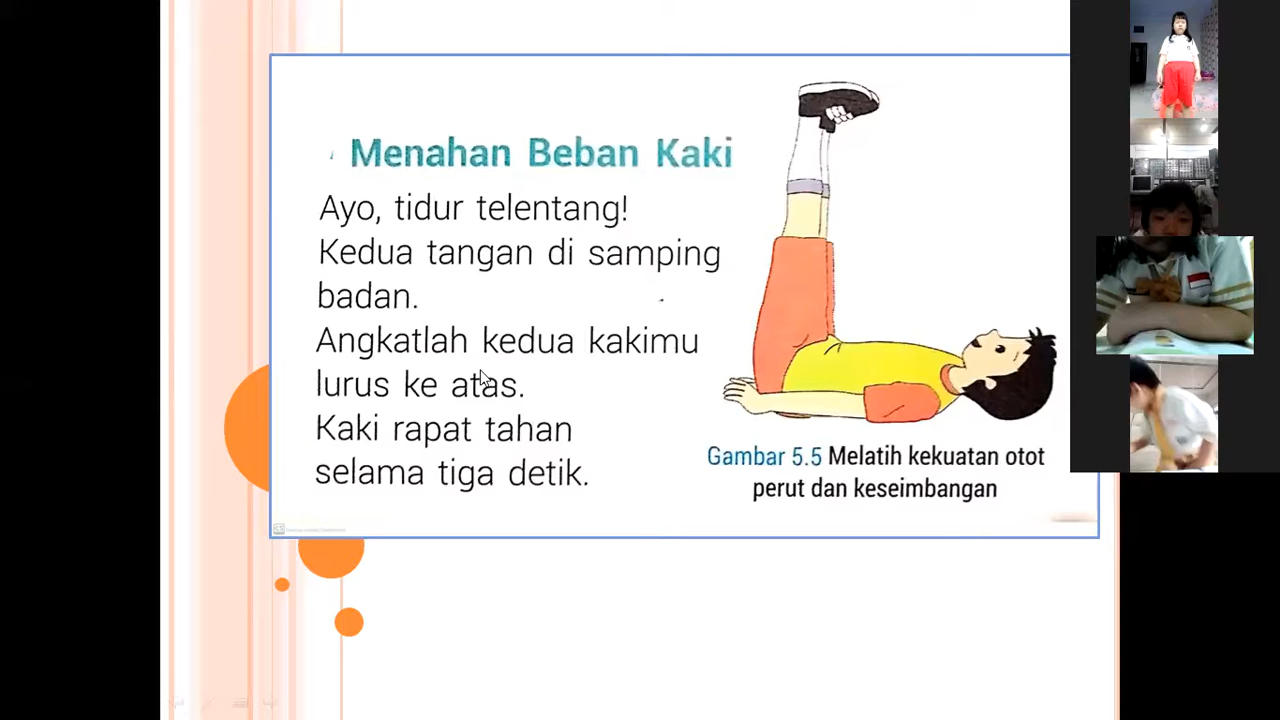 Menahan Beban Kaki
Ayo, tidur telentang!
Kedua tangan di samping
badan.
Angkatlah kedua kakimu
lurus ke atas.
Kaki rapat tahan
selama tiga detik.
Gambar 5.5 Melatih kekuatan otot
perut dan keseimbangan